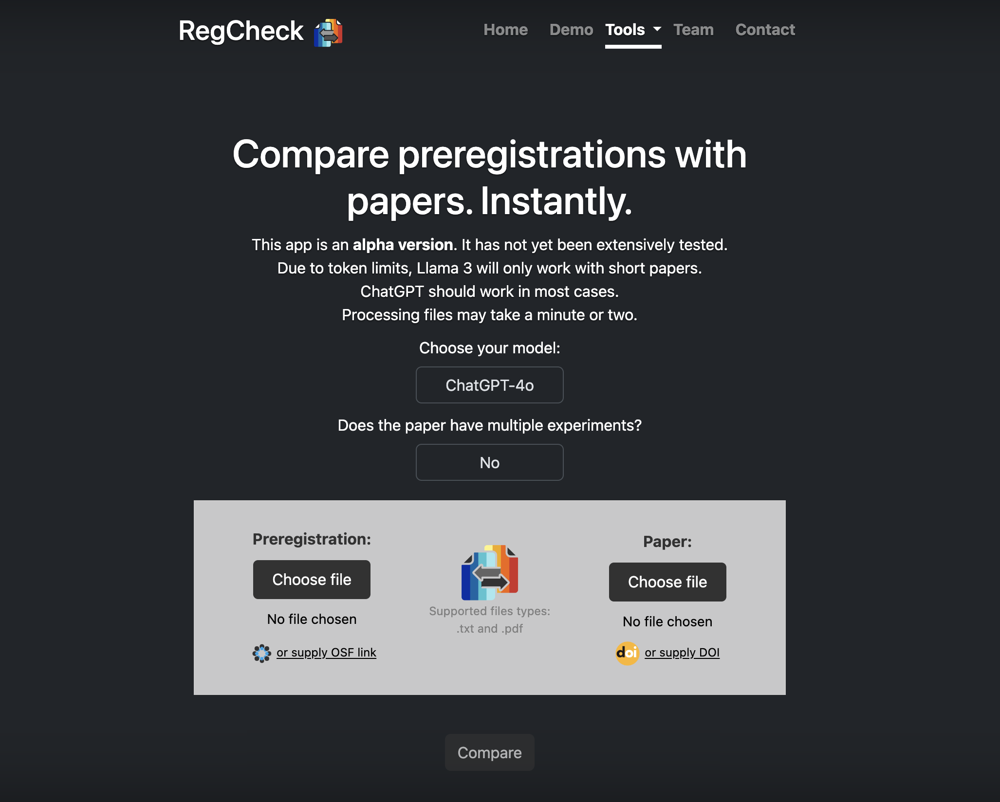 RegCheck
Home Demo Tools Team Contact
Compare preregistrations with
papers. Instantly.
This app is an alpha version. It has not yet been extensively tested.
Due to token limits, Llama 3 will only work with short papers.
ChatGPT should work in most cases.
Processing files may take a minute or two.
Choose your model:
ChatGPT-4o
Does the paper have multiple experiments?
No
Preregistration:
Choose file
No file chosen
or supply OSF link
Supported files types:
.txt and .pdf
Paper:
Choose file
No file chosen
doi or supply DOI
Compare